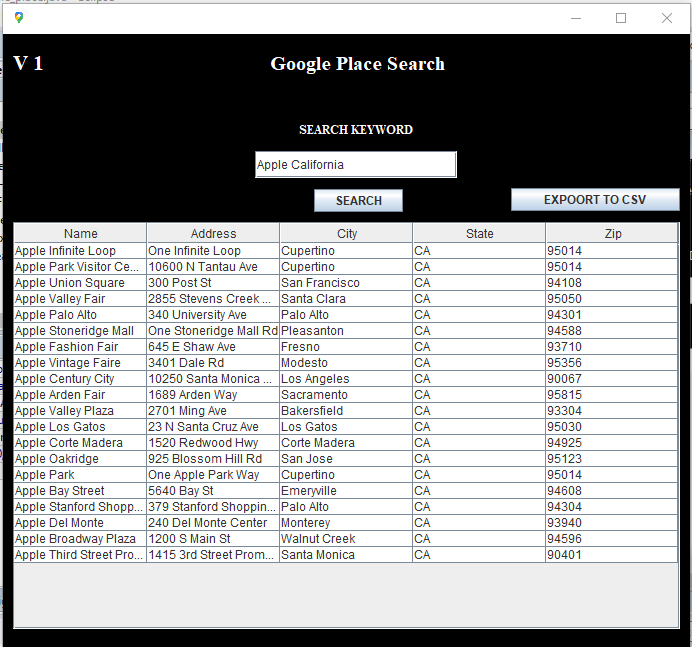 V 1
Google Place Search
SEARCH KEYWORD
Apple California
SEARCH
EXPOORT TO CSV
Name Address City State Zip
Apple Infinite Loop One Infinite Loop Cupertino CA 95014
Apple Park Visitor Ce... 10600 N Tantau Ave Cupertino CA 95014
Apple Union Square 300 Post St San Francisco CA 94108
Apple Valley Fair 2855 Stevens Creek ... Santa Clara CA 95050
Apple Palo Alto 340 University Ave Palo Alto CA 94301
Apple Stoneridge Mall One Stoneridge Mall Rd Pleasanton CA 94588
Apple Fashion Fair 645 E Shaw Ave Fresno CA 93710
Apple Vintage Faire 3401 Dale Rd Modesto CA 95356
Apple Century City 10250 Santa Monica ... Los Angeles CA 90067
Apple Arden Fair 1689 Arden Way Sacramento CA 95815
Apple Valley Plaza 2701 Ming Ave Bakersfield CA 93304
Apple Los Gatos 23 N Santa Cruz Ave Los Gatos CA 95030
Apple Corte Madera 1520 Redwood Hwy Corte Madera CA 94925
Apple Oakridge 925 Blossom Hill Rd San Jose CA 95123
Apple Park One Apple Park Way Cupertino CA 95014
Apple Bay Street 5640 Bay St Emeryville CA 94608
Apple Stanford Shopp... 379 Stanford Shoppin... Palo Alto CA 94304
Apple Del Monte 240 Del Monte Center Monterey CA 93940
Apple Broadway Plaza 1200 S Main St Walnut Creek CA 94596
Apple Third Street Pro... 1415 3rd Street Prom... Santa Monica CA 90401